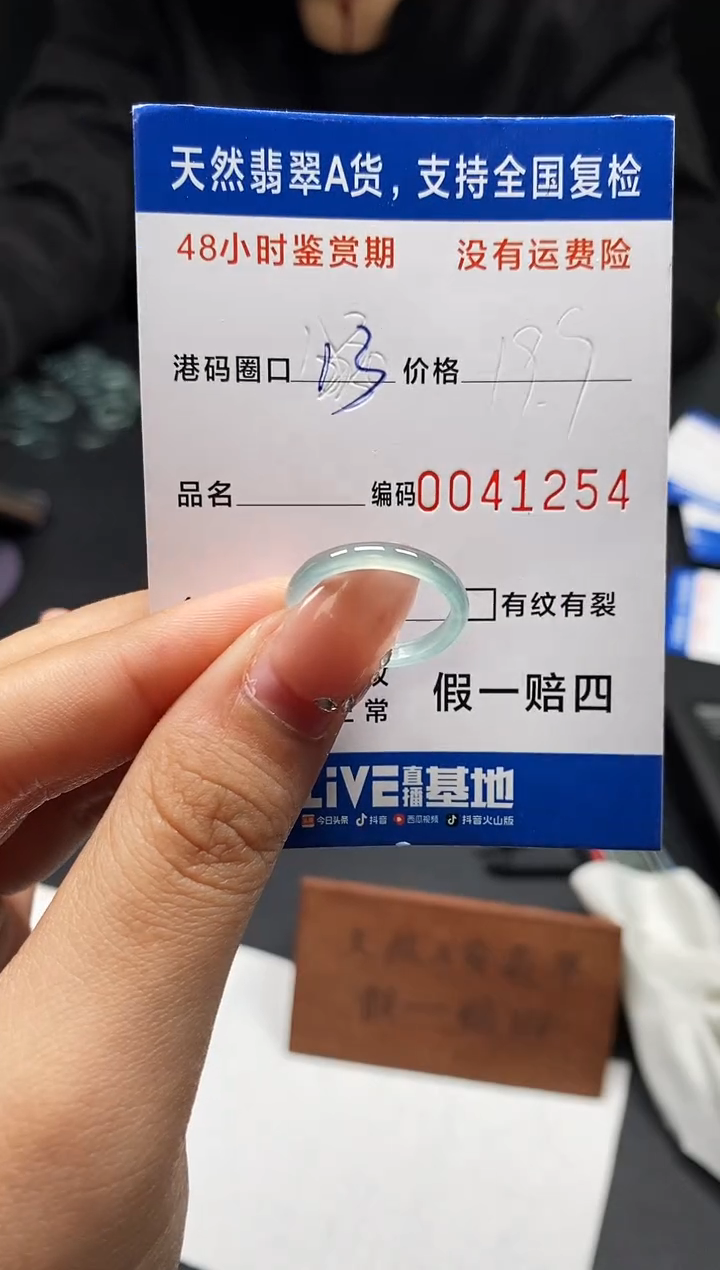 天然翡翠A货，支持全国复检
48小时鉴赏期 没有运费险
港码圈口 13 价格
品名 编码0041254
有纹有裂
常 假一赔四
LiVE直播基地
今日头条 抖音 西瓜视频 抖音火山版